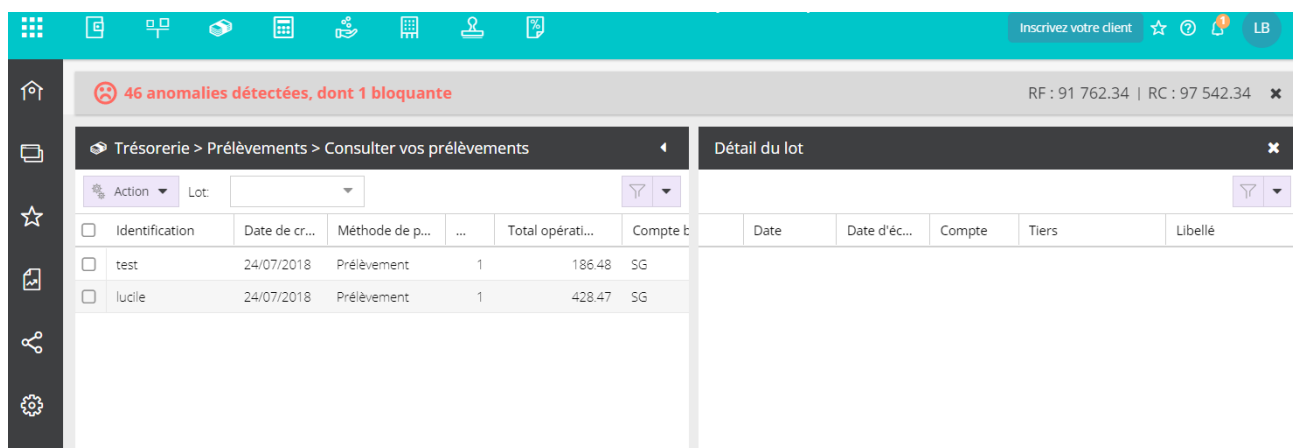 Inscrivez votre client
1
LB
46 anomalies détectées, dont 1 bloquante
RF : 91 762.34 | RC : 97 542.34
Trésorerie > Prélèvements > Consulter vos prélèvements
Détail du lot
Action Lot:
Identification Date de cr... Méthode de p... ... Total opérati... Compte b
Date Date d'éc... Compte Tiers Libellé
test 24/07/2018 Prélèvement 1 186.48 SG
lucile 24/07/2018 Prélèvement 1 428.47 SG